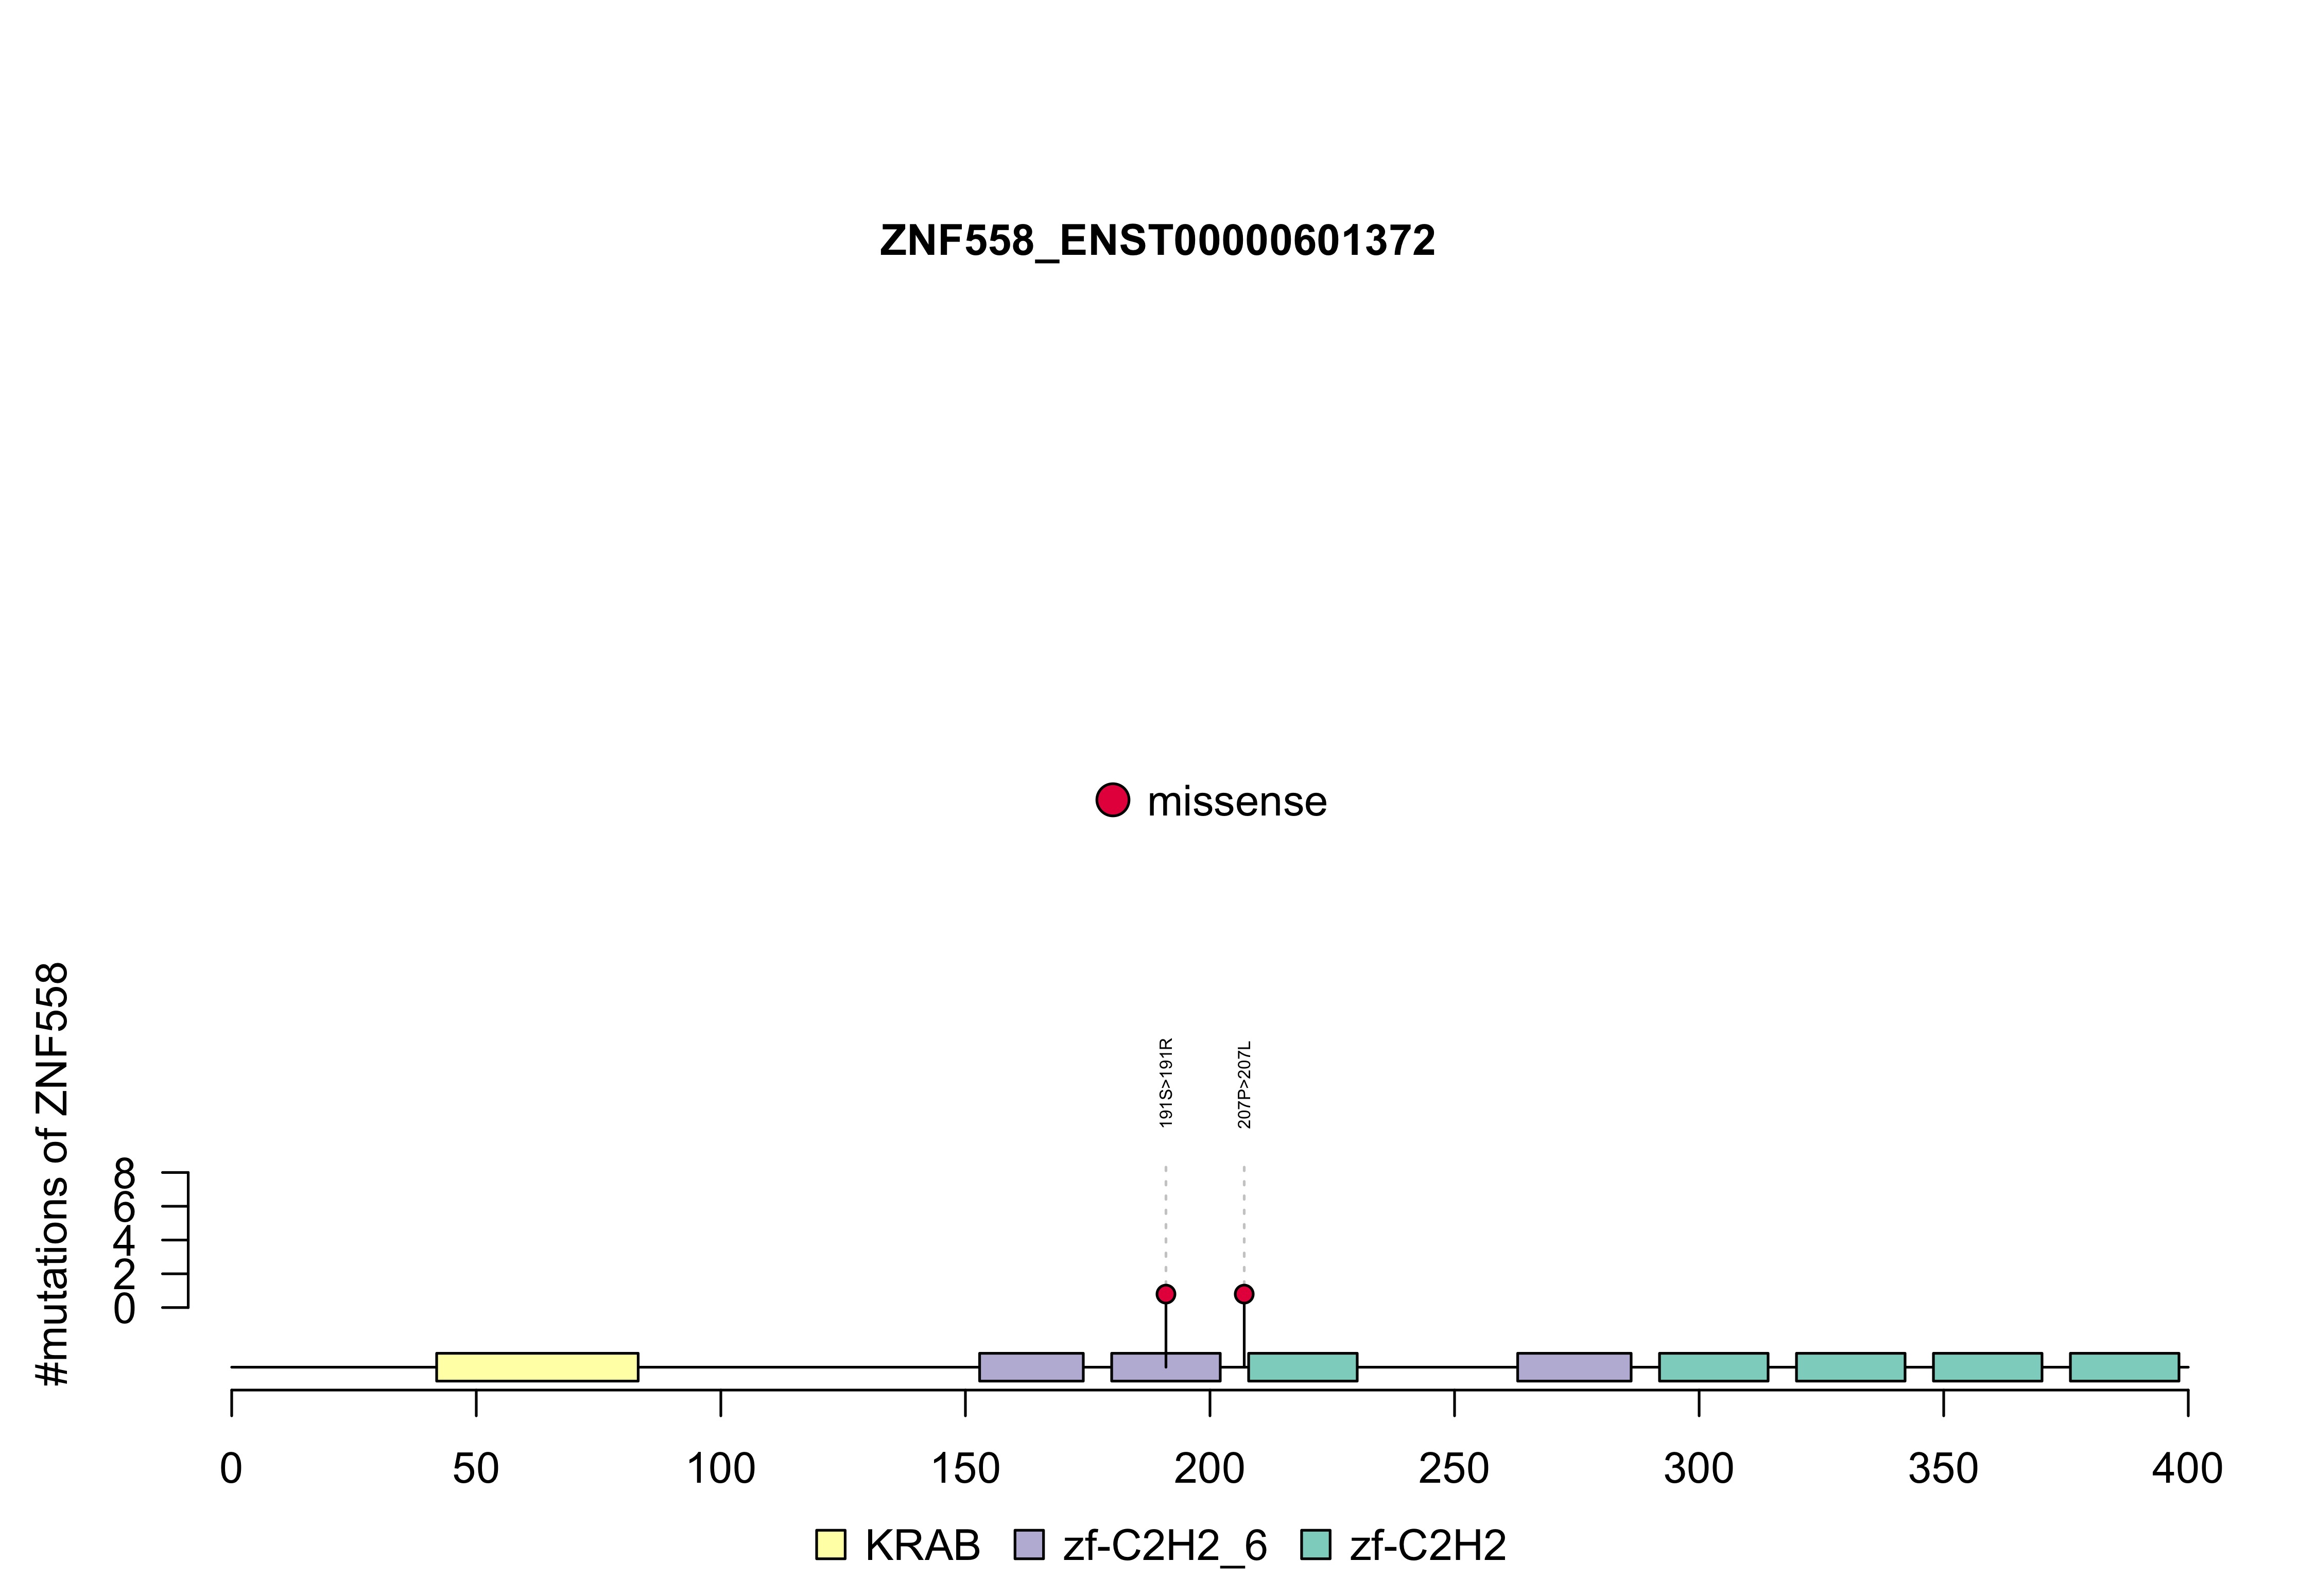 ZNF558_ENST00000601372
missense
#mutations of ZNF558
191S>191R
207P>207L
8
6
4
2
0
0 50 100 150 200 250 300 350 400
KRAB zf-C2H2_6 zf-C2H2